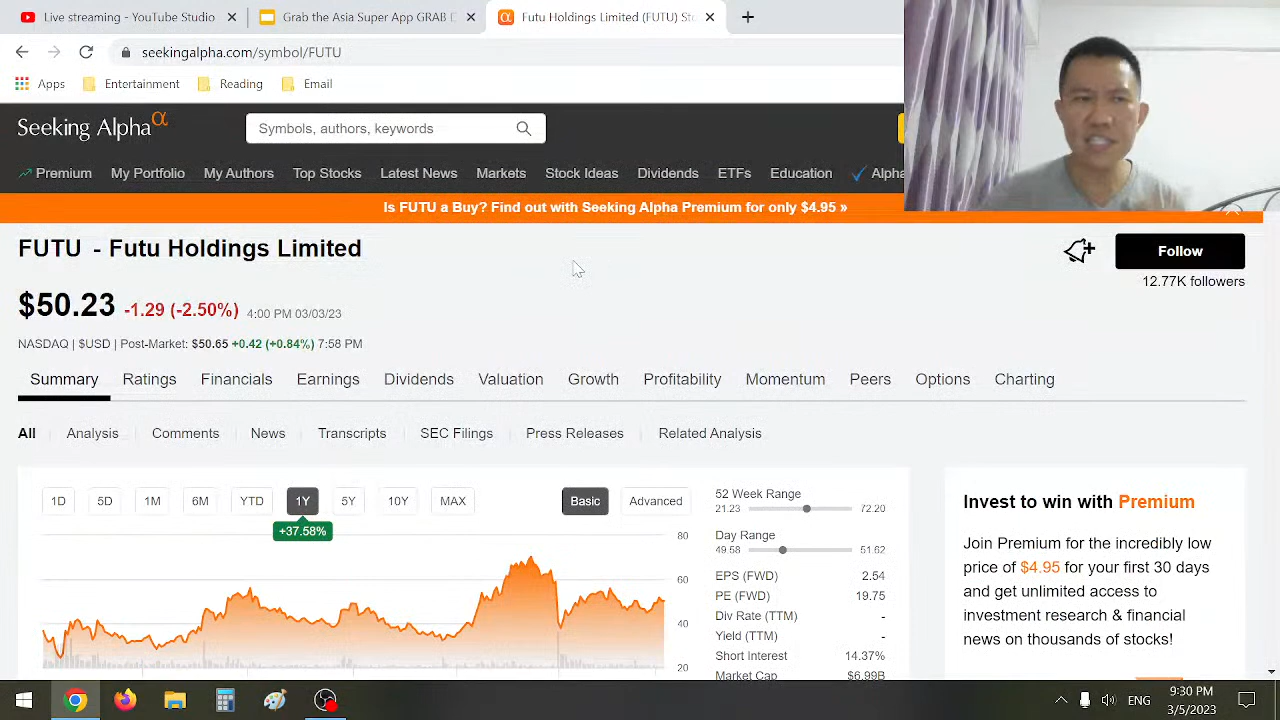 Live streaming - YouTube Studio
Grab the Asia Super App GRAB E
Futu Holdings Limited (FUTU) Sto
seekingalpha.com/symbol/FUTU
Apps Entertainment Reading Email
Seeking Alpha α
Symbols, authors, keywords
Premium My Portfolio My Authors Top Stocks Latest News Markets Stock Ideas Dividends ETFs Education Alpha
Is FUTU a Buy? Find out with Seeking Alpha Premium for only $4.95 »
FUTU - Futu Holdings Limited
Follow
12.77K followers
$50.23 -1.29 (-2.50%) 4:00 PM 03/03/23
NASDAQ | $USD | Post-Market: $50.65 +0.42 (+0.84%) 7:58 PM
Summary Ratings Financials Earnings Dividends Valuation Growth Profitability Momentum Peers Options Charting
All Analysis Comments News Transcripts SEC Filings Press Releases Related Analysis
1D 5D 1M 6M YTD 1Y 5Y 10Y MAX Basic Advanced
+37.58%
80
60
40
20
52 Week Range
21.23 72.20
Day Range
49.58 51.62
EPS (FWD) 2.54
PE (FWD) 19.75
Div Rate (TTM) -
Yield (TTM) -
Short Interest 14.37%
Market Cap $6.99B
Invest to win with Premium
Join Premium for the incredibly low
price of $4.95 for your first 30 days
and get unlimited access to
investment research & financial
news on thousands of stocks!
ENG
9:30 PM
3/5/2023